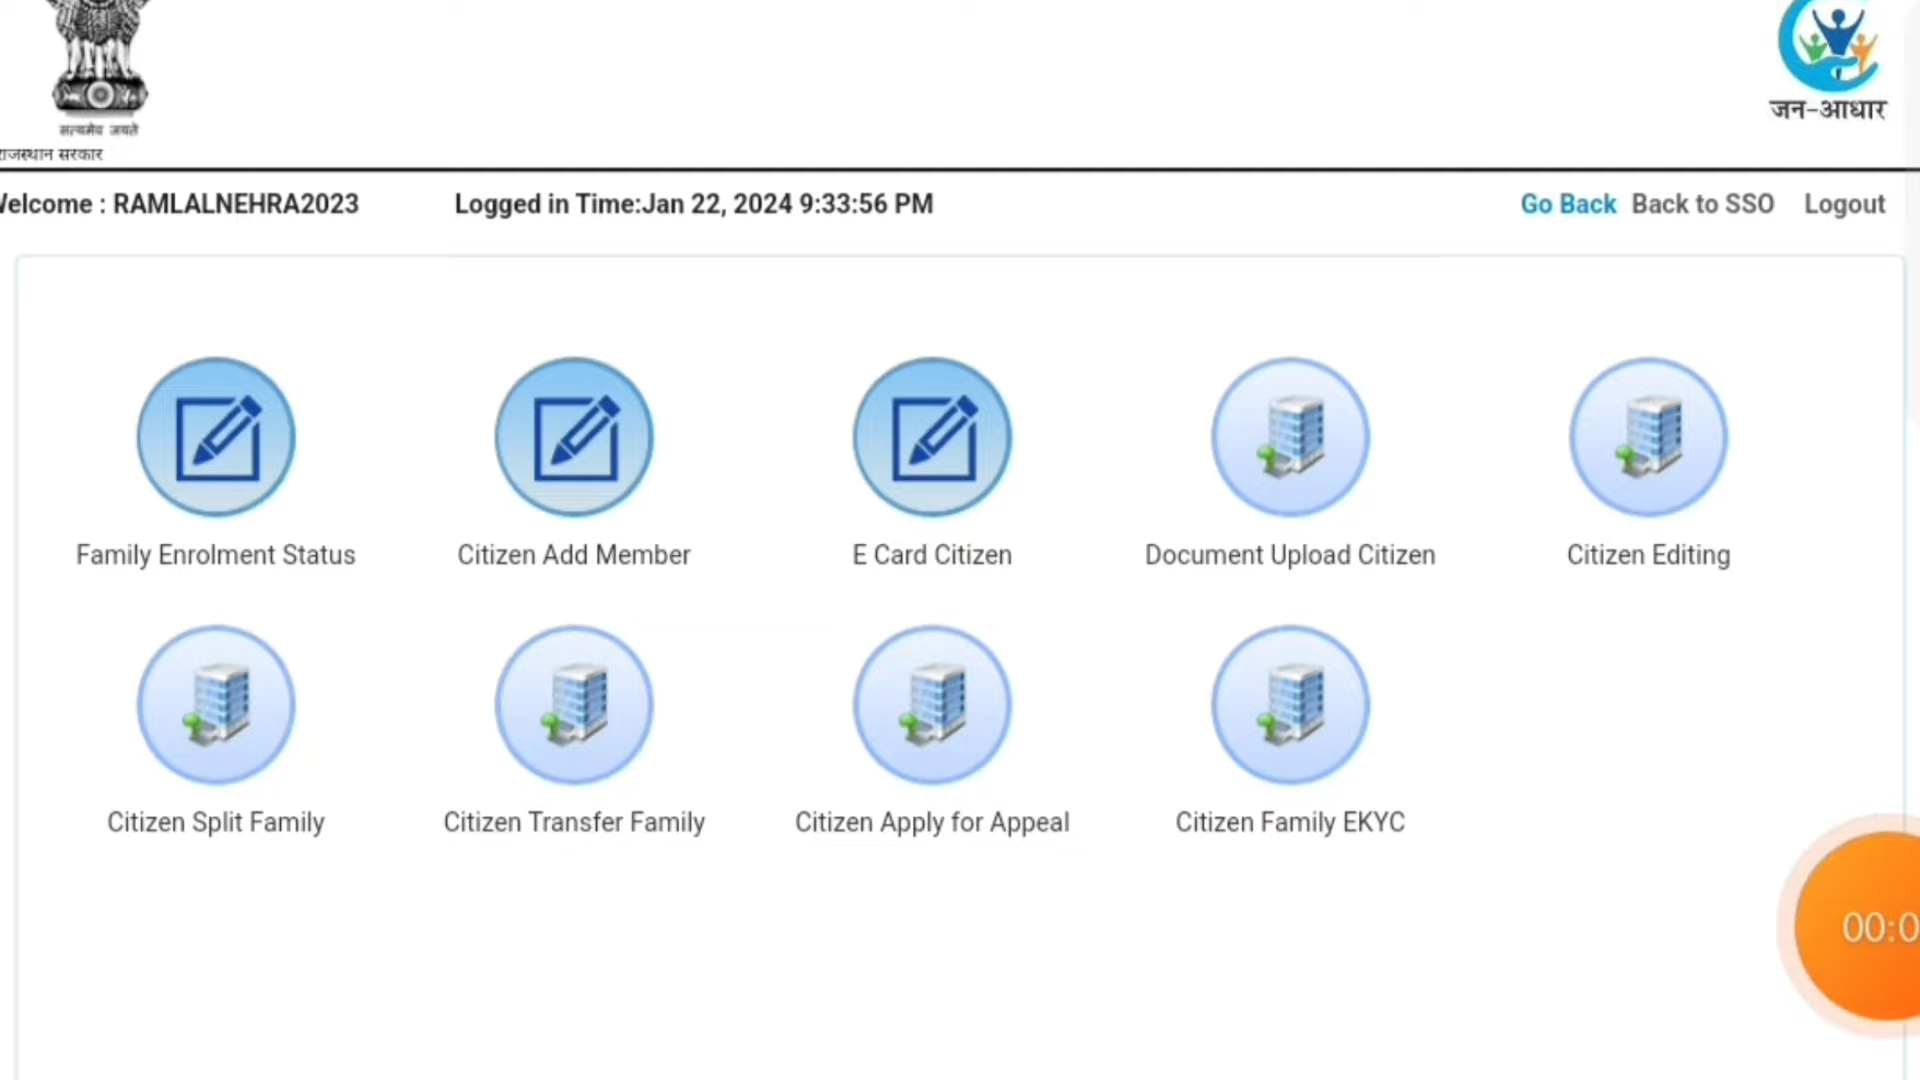 सत्यमेव जयते
जन-आधार
राजस्थान सरकार
Welcome : RAMLALNEHRA2023 Logged in Time:Jan 22, 2024 9:33:56 PM Go Back Back to SSO Logout
Family Enrolment Status Citizen Add Member E Card Citizen Document Upload Citizen Citizen Editing
Citizen Split Family Citizen Transfer Family Citizen Apply for Appeal Citizen Family EKYC
00:0